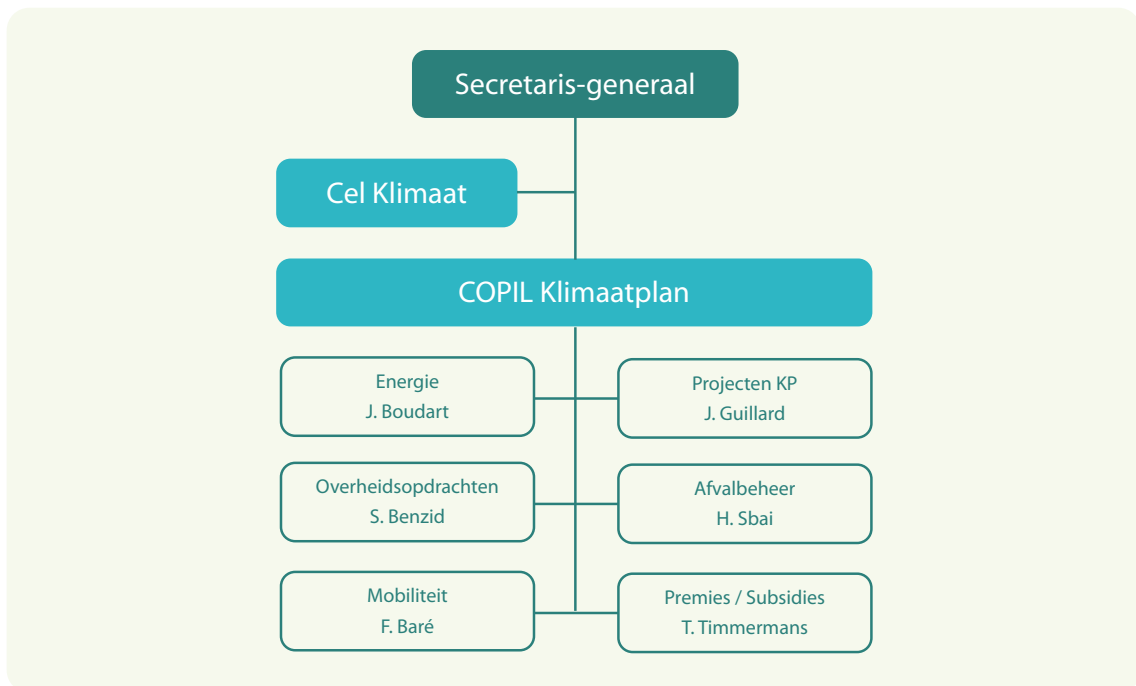 Secretaris-generaal
Cel Klimaat
COPIL Klimaatplan
Energie
J. Boudart
Projecten KP
J. Guillard
Overheidsopdrachten
S. Benzid
Afvalbeheer
H. Sbai
Mobiliteit
F. Baré
Premies / Subsidies
T. Timmermans